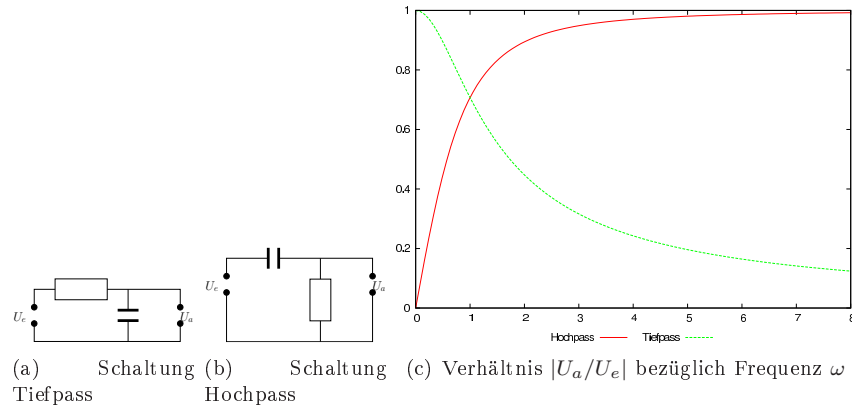 U_e
U_a
U_e
U_a
1
0.8
0.6
0.4
0.2
0
0 1 2 3 4 5 6 7 8
Hochpass Tiefpass
(a) Schaltung
Tiefpass
(b) Schaltung
Hochpass
(c) Verhältnis |U_a/U_e| bezüglich Frequenz ω